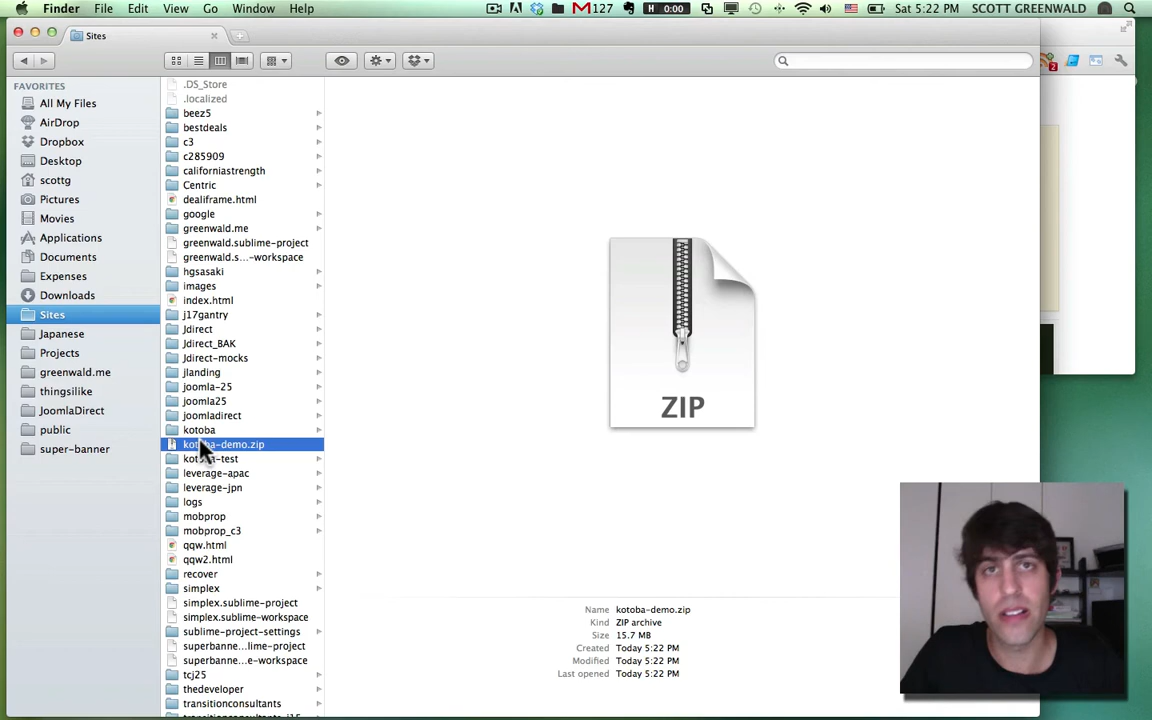 Finder File Edit View Go Window Help 127 H 0:00 Sat 5:22 PM SCOTT GREENWALD
Sites
FAVORITES
All My Files
AirDrop
Dropbox
Desktop
scottg
Pictures
Movies
Applications
Documents
Expenses
Downloads
Sites
Japanese
Projects
greenwald.me
thingsilike
JoomlaDirect
public
super-banner
.DS_Store
.localized
beez5
bestdeals
c3
c285909
californiastrength
Centric
dealiframe.html
google
greenwald.me
greenwald.sublime-project
greenwald.s...-workspace
hgsasaki
images
index.html
j17gantry
Jdirect
Jdirect_BAK
Jdirect-mocks
jlanding
joomla-25
joomla25
joomladirect
kotoba
kotoba-demo.zip
kotoba-test
leverage-apac
leverage-jpn
logs
mobprop
mobprop_c3
qqw.html
qqw2.html
recover
simplex
simplex.sublime-project
simplex.sublime-workspace
sublime-project-settings
superbanne...lime-project
superbanne...e-workspace
tcj25
thedeveloper
transitionconsultants
transitionconsultants_j15
ZIP
Name kotoba-demo.zip
Kind ZIP archive
Size 15.7 MB
Created Today 5:22 PM
Modified Today 5:22 PM
Last opened Today 5:22 PM
2